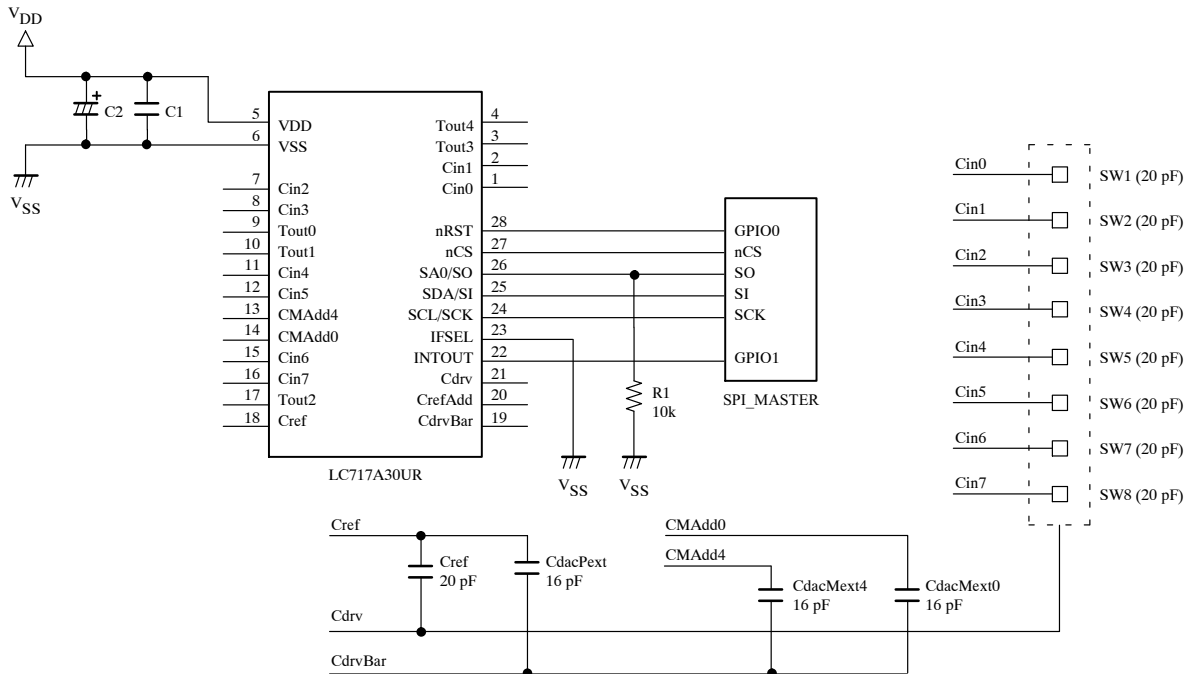 VDD
+
C2
C1
VSS
5
VDD
6
VSS
7
Cin2
8
Cin3
9
Tout0
10
Tout1
11
Cin4
12
Cin5
13
CMAdd4
14
CMAdd0
15
Cin6
16
Cin7
17
Tout2
18
Cref
4
Tout4
3
Tout3
2
Cin1
1
Cin0
28
nRST
27
nCS
26
SA0/SO
25
SDA/SI
24
SCL/SCK
23
IFSEL
22
INTOUT
21
Cdrv
20
CrefAdd
19
CdrvBar
LC717A30UR
GPIO0
nCS
SO
SI
SCK
GPIO1
SPI_MASTER
R1
10k
VSS
VSS
Cin0
SW1 (20 pF)
Cin1
SW2 (20 pF)
Cin2
SW3 (20 pF)
Cin3
SW4 (20 pF)
Cin4
SW5 (20 pF)
Cin5
SW6 (20 pF)
Cin6
SW7 (20 pF)
Cin7
SW8 (20 pF)
Cref
Cref
20 pF
CdacPext
16 pF
CMAdd0
CMAdd4
CdacMext4
16 pF
CdacMext0
16 pF
Cdrv
CdrvBar